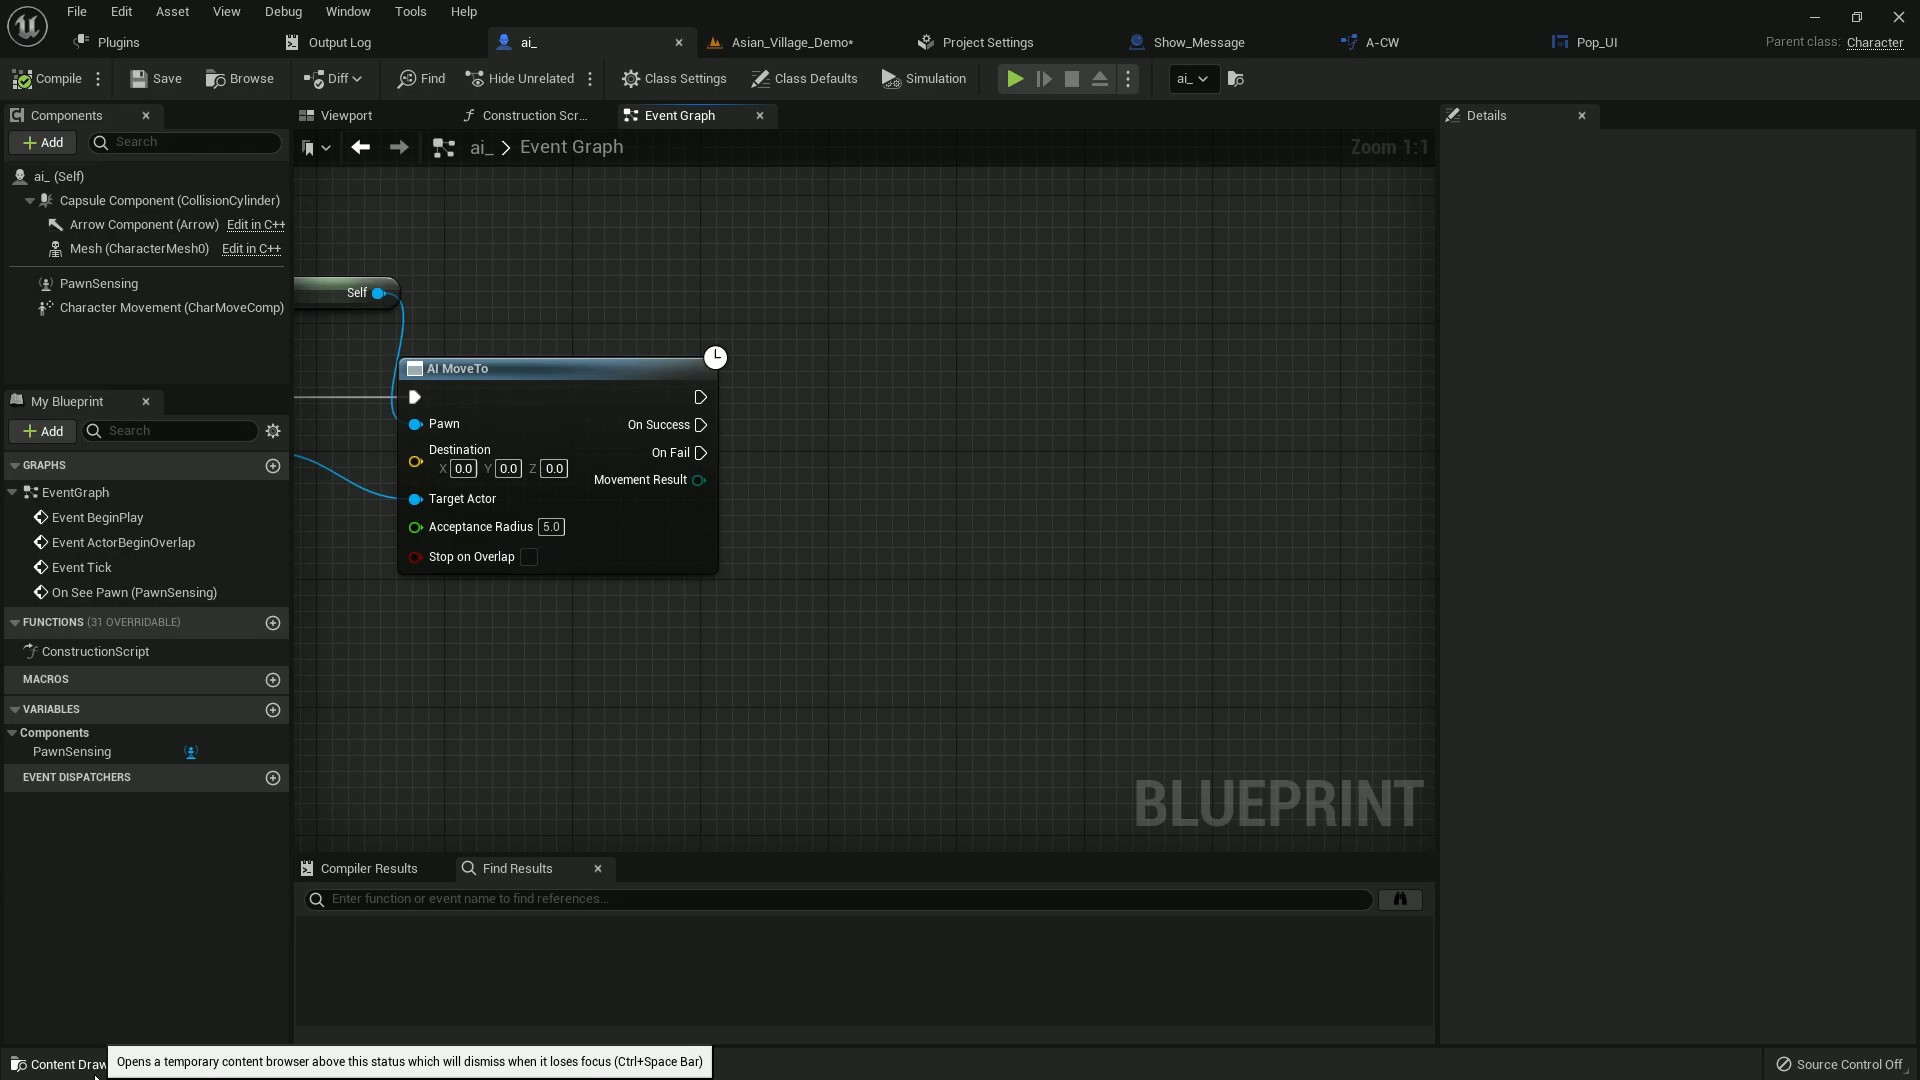 File Edit Asset View Debug Window Tools Help
Plugins Output Log ai_ Asian_Village_Demo* Project Settings Show_Message A-CW Pop_UI Parent class: Character
Compile Save Browse Diff Find Hide Unrelated Class Settings Class Defaults Simulation ai_
Components Viewport Construction Scr... Event Graph Details
Add Search ai_ Event Graph Zoom 1:1
ai_ (Self)
Capsule Component (CollisionCylinder)
Arrow Component (Arrow) Edit in C++
Mesh (CharacterMesh0) Edit in C++
PawnSensing
Character Movement (CharMoveComp)
Self
AI MoveTo
Pawn On Success
Destination On Fail
X 0.0 Y 0.0 Z 0.0
Movement Result
Target Actor
Acceptance Radius 5.0
Stop on Overlap
My Blueprint
Add Search
GRAPHS
EventGraph
Event BeginPlay
Event ActorBeginOverlap
Event Tick
On See Pawn (PawnSensing)
FUNCTIONS (31 OVERRIDABLE)
ConstructionScript
MACROS
VARIABLES
Components
PawnSensing
EVENT DISPATCHERS
BLUEPRINT
Compiler Results Find Results
Enter function or event name to find references...
Content Draw Opens a temporary content browser above this status which will dismiss when it loses focus (Ctrl+Space Bar) Source Control Off